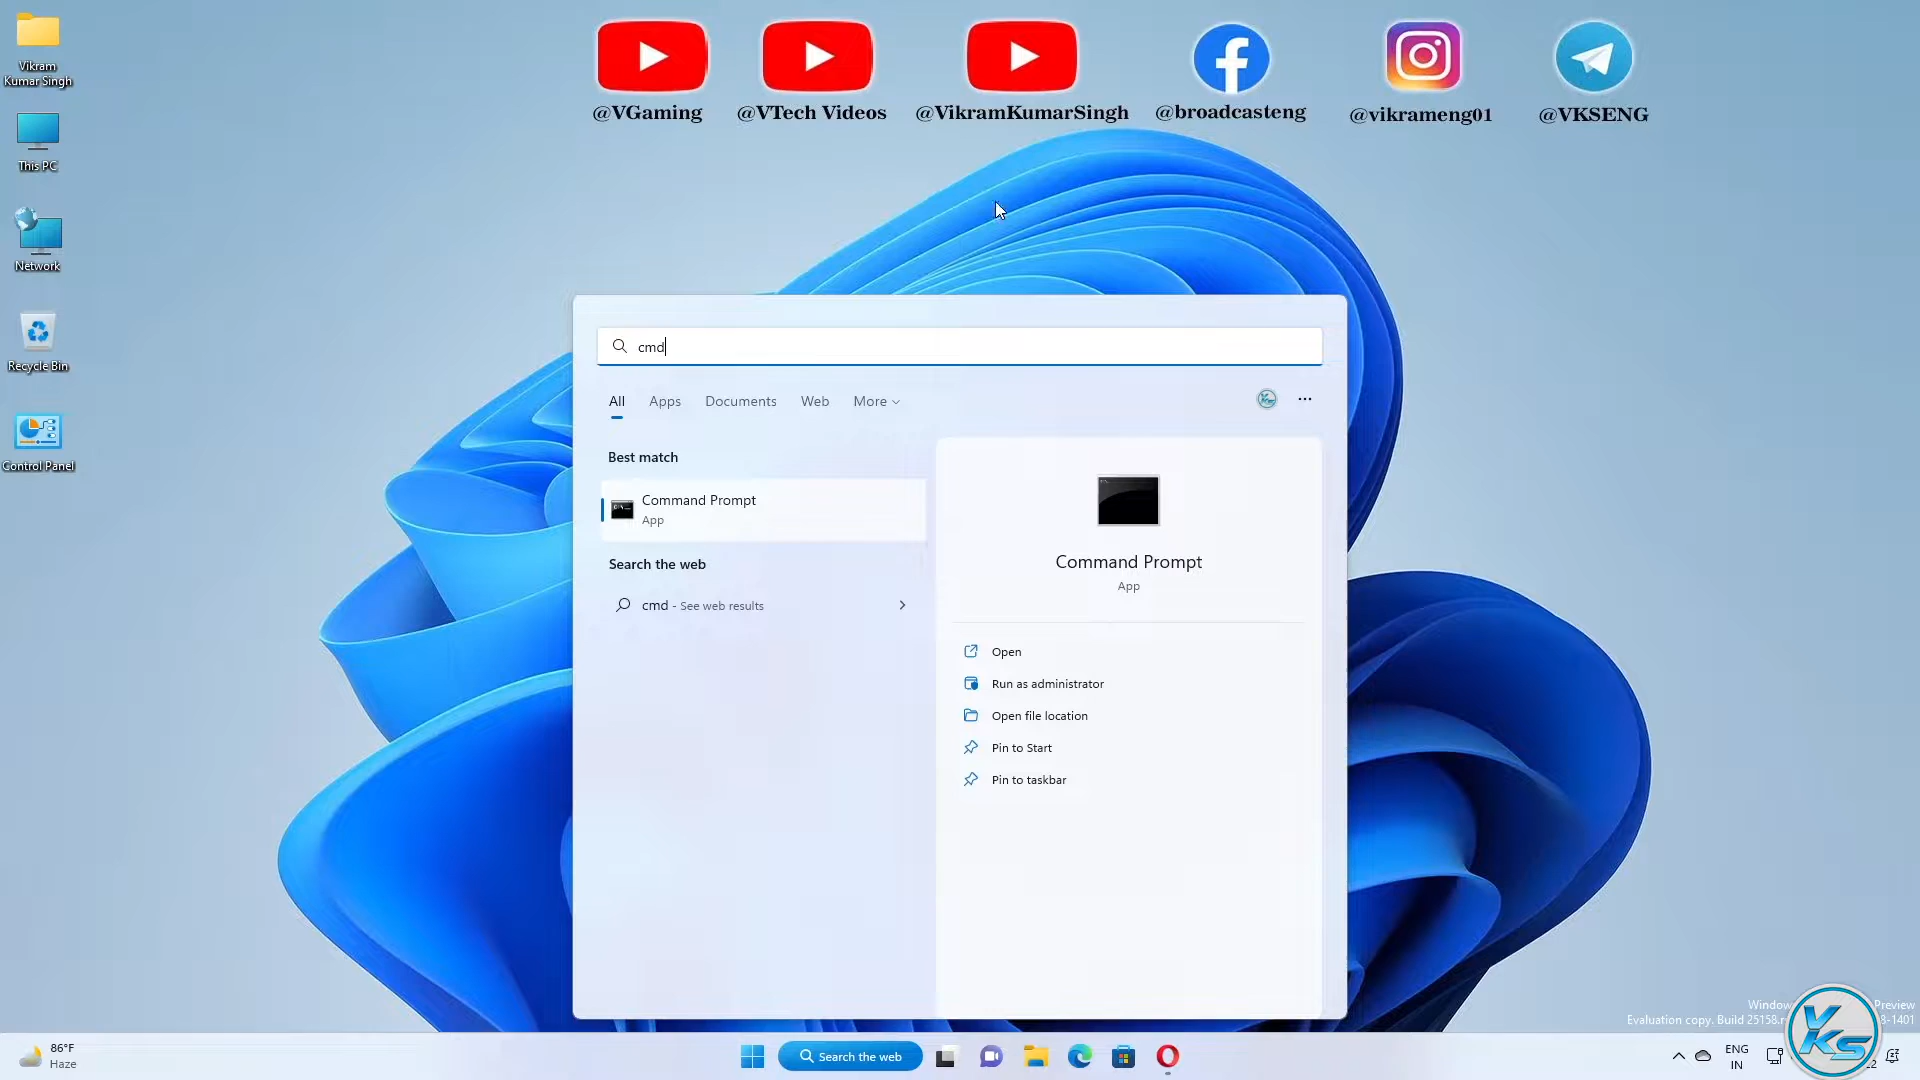 Vikram
Kumar Singh
This PC
Network
Recycle Bin
Control Panel
@VGaming
@VTech Videos
@VikramKumarSingh
@broadcasteng
@vikrameng01
@VKSENG
cmd
All
Apps
Documents
Web
More
Best match
Command Prompt
App
Search the web
cmd - See web results
Command Prompt
App
Open
Run as administrator
Open file location
Pin to Start
Pin to taskbar
Preview
Evaluation copy. Build 25158.r
-1401
86°F
Haze
Search the web
ENG
IN
VKS